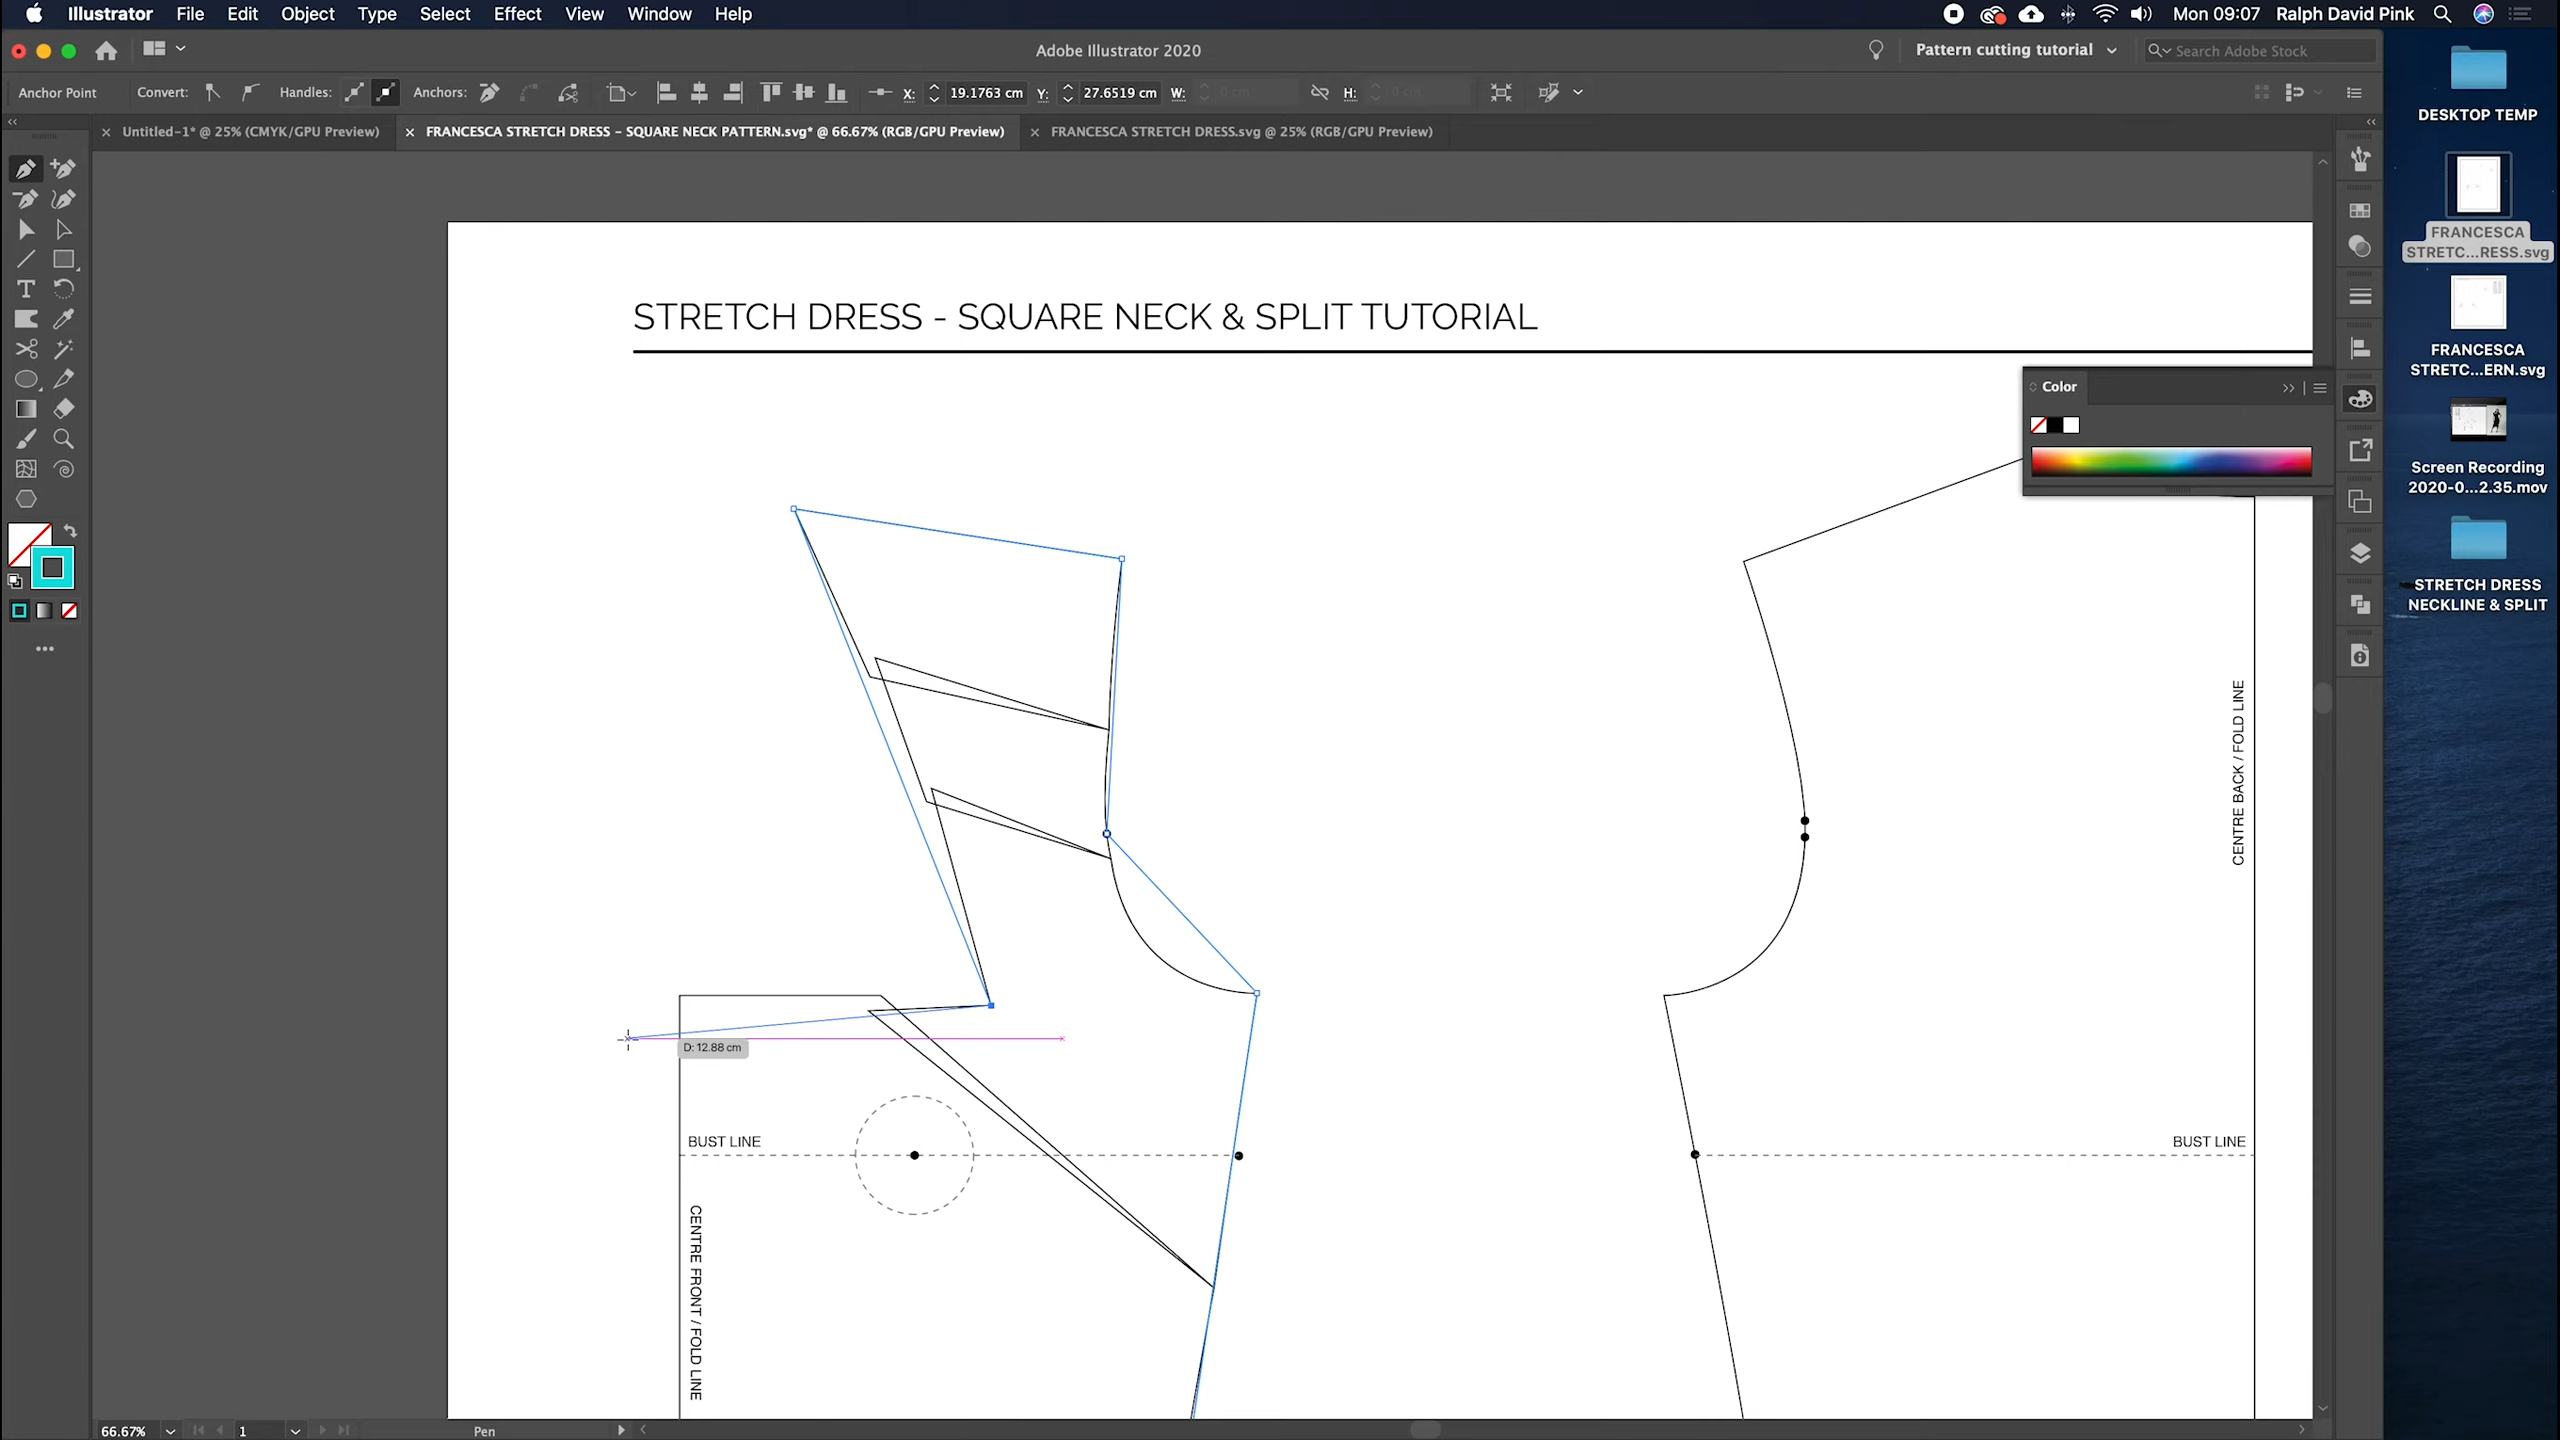 Illustrator File Edit Object Type Select Effect View Window Help
Mon 09:07 Ralph David Pink
Adobe Illustrator 2020
Pattern cutting tutorial
Search Adobe Stock
Anchor Point Convert: Handles: Anchors: X: 19.1763 cm Y: 27.6519 cm W: 0 cm H: 0 cm
Untitled-1* @ 25% (CMYK/GPU Preview)
FRANCESCA STRETCH DRESS – SQUARE NECK PATTERN.svg* @ 66.67% (RGB/GPU Preview)
FRANCESCA STRETCH DRESS.svg @ 25% (RGB/GPU Preview)
DESKTOP TEMP
FRANCESCA
STRETC...RESS.svg
FRANCESCA
STRETC...ERN.svg
Screen Recording
2020-0...2.35.mov
STRETCH DRESS
NECKLINE & SPLIT
STRETCH DRESS - SQUARE NECK & SPLIT TUTORIAL
Color
CENTRE BACK / FOLD LINE
D: 12.88 cm
BUST LINE
BUST LINE
CENTRE FRONT / FOLD LINE
66.67% 1 Pen